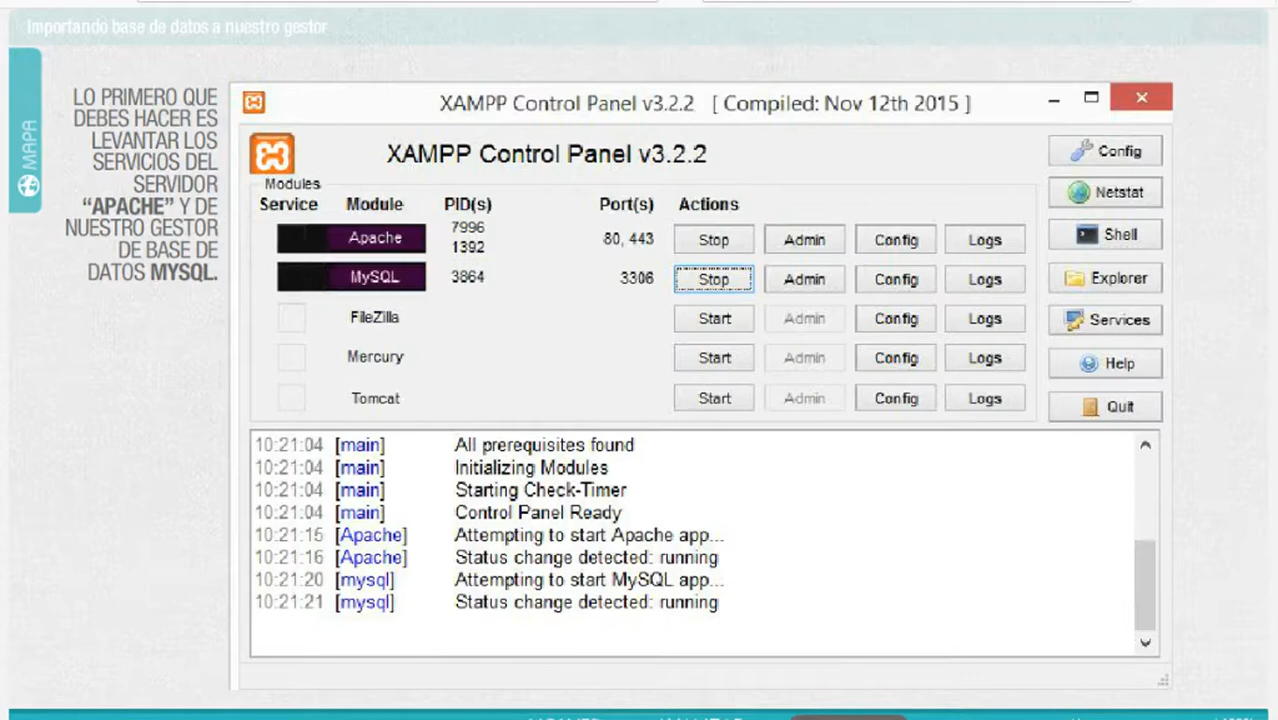 Importando base de datos a nuestro gestor
MAPA
LO PRIMERO QUE
DEBES HACER ES
LEVANTAR LOS
SERVICIOS DEL
SERVIDOR
“APACHE” Y DE
NUESTRO GESTOR
DE BASE DE
DATOS MYSQL.
XAMPP Control Panel v3.2.2 [ Compiled: Nov 12th 2015 ]
XAMPP Control Panel v3.2.2
Modules
Service Module PID(s) Port(s) Actions
Apache 7996 1392 80, 443 Stop Admin Config Logs
MySQL 3864 3306 Stop Admin Config Logs
FileZilla Start Admin Config Logs
Mercury Start Admin Config Logs
Tomcat Start Admin Config Logs
Config
Netstat
Shell
Explorer
Services
Help
Quit
10:21:04 [main] All prerequisites found
10:21:04 [main] Initializing Modules
10:21:04 [main] Starting Check-Timer
10:21:04 [main] Control Panel Ready
10:21:15 [Apache] Attempting to start Apache app...
10:21:16 [Apache] Status change detected: running
10:21:20 [mysql] Attempting to start MySQL app...
10:21:21 [mysql] Status change detected: running